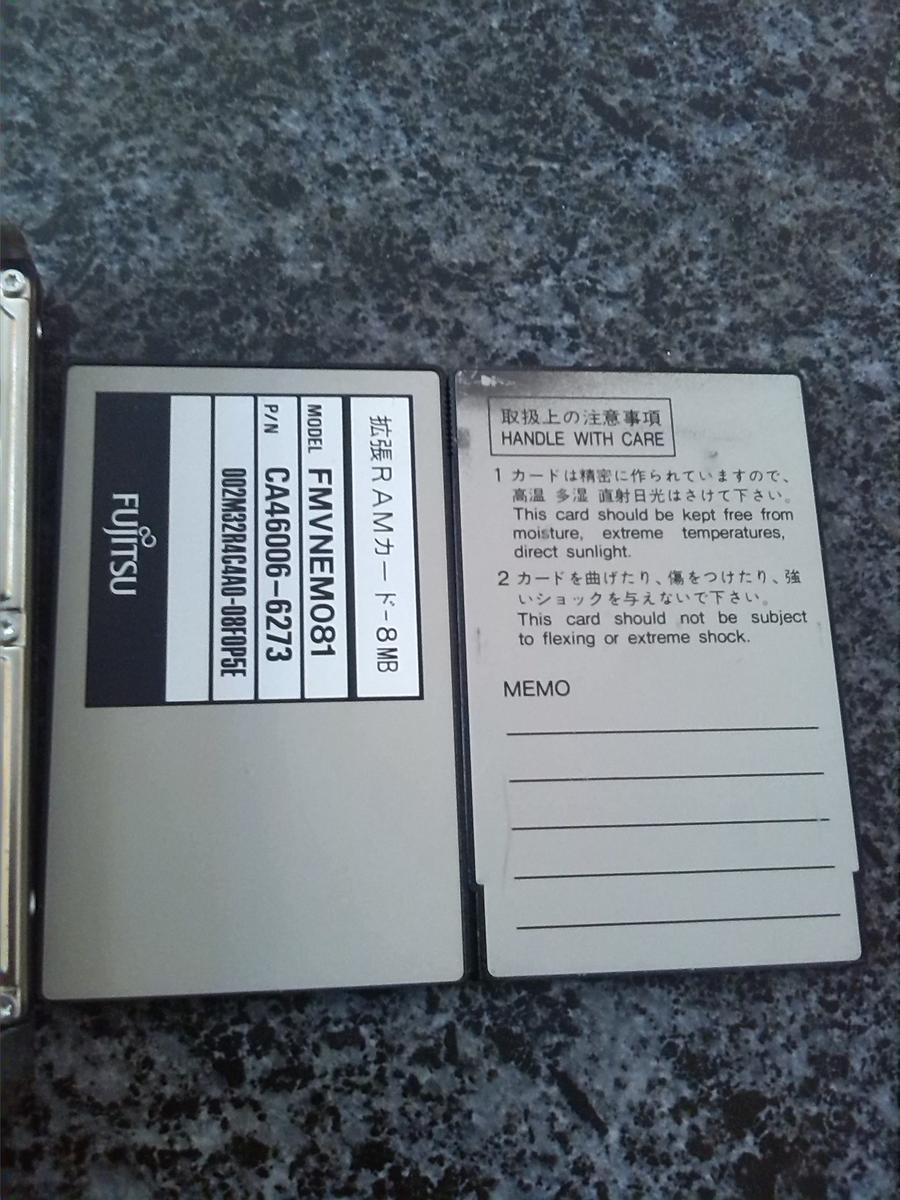 拡張RAMカード-8MB
MODEL FMVNEM081
P/N CA46006-6273
002M32R4CJA0-08F0P5E
FUJITSU
取扱上の注意事項
HANDLE WITH CARE
1 カードは精密に作られていますので、
高温 多湿 直射日光はさけて下さい。
This card should be kept free from
moisture, extreme temperatures,
direct sunlight.
2 カードを曲げたり、傷をつけたり、強
いショックを与えないで下さい。
This card should not be subject
to flexing or extreme shock.
MEMO